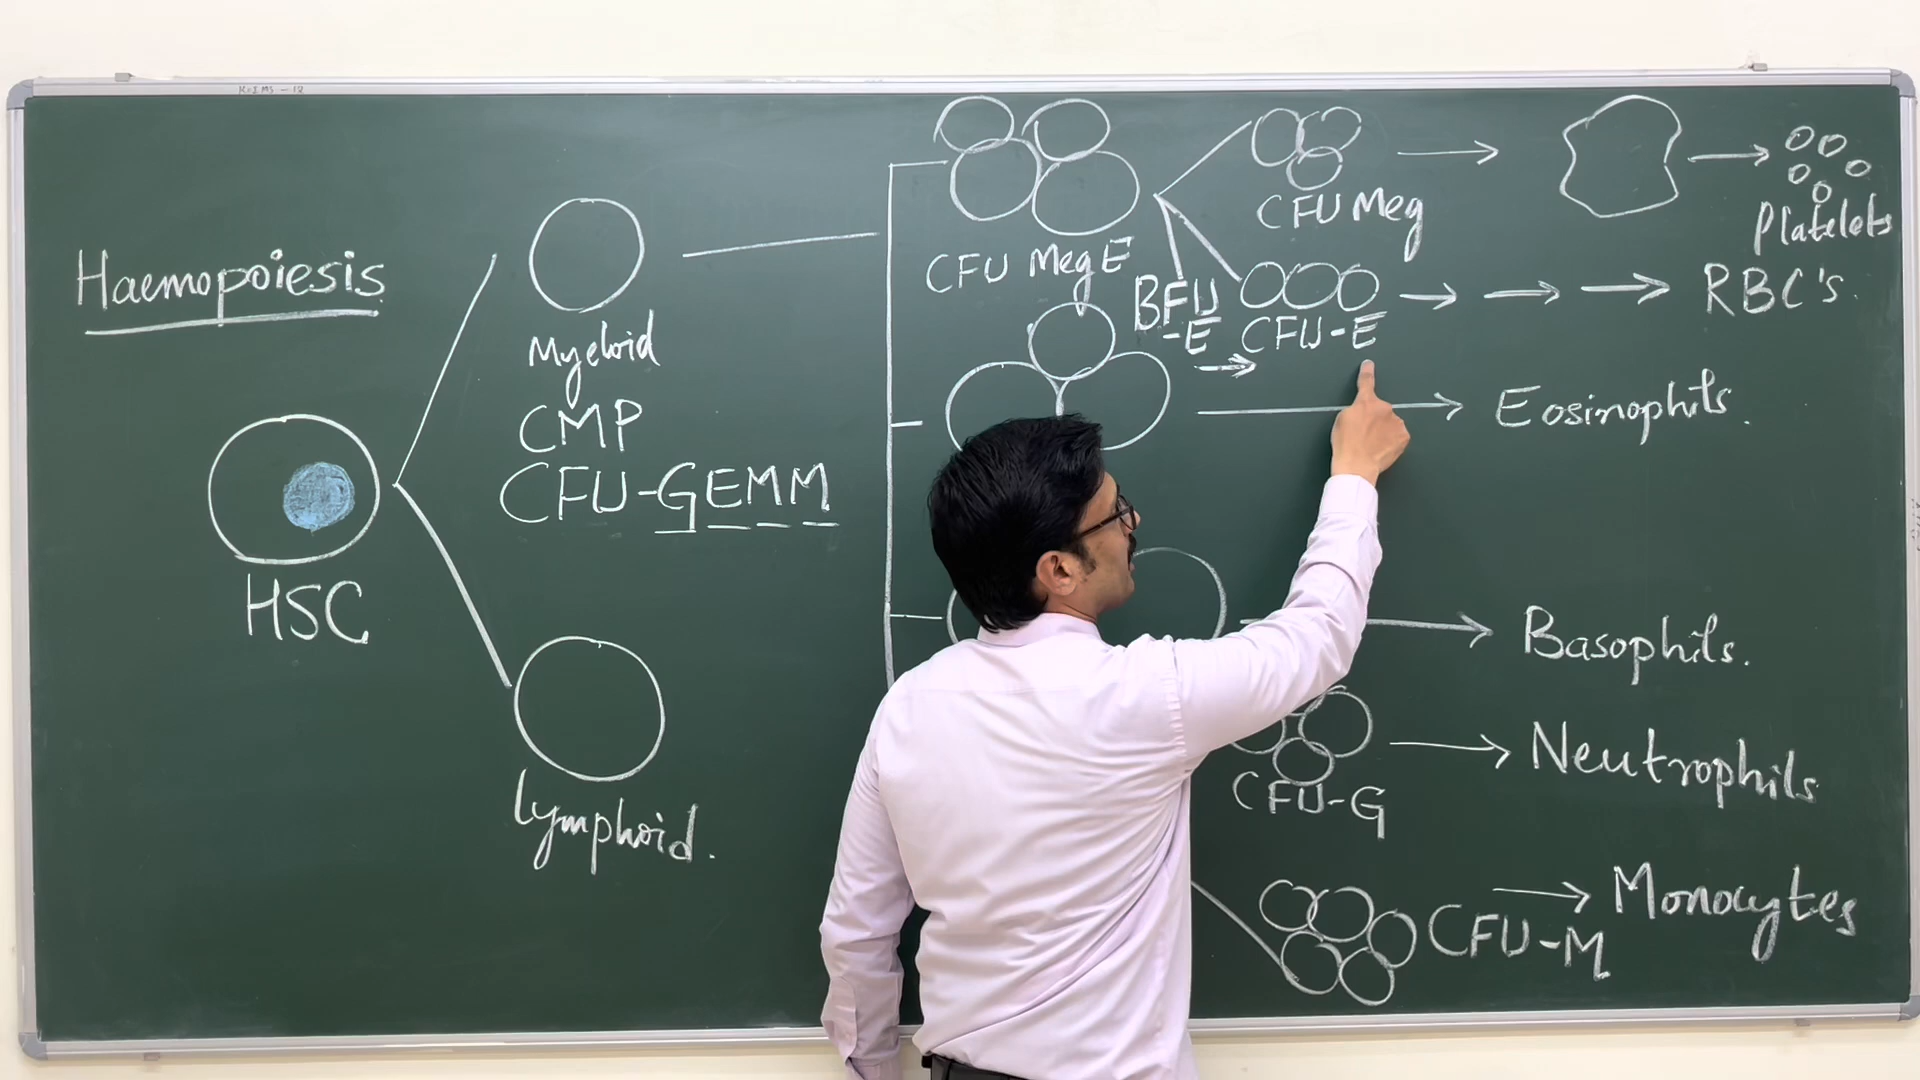 Haemopoiesis
HSC
Myeloid
CMP
CFU-GEMM
Lymphoid.
CFU MegE
CFU Meg
Platelets
BFU
-E
CFU-E
RBC's.
Eosinophils.
Basophils.
CFU-G
Neutrophils
CFU-M
Monocytes